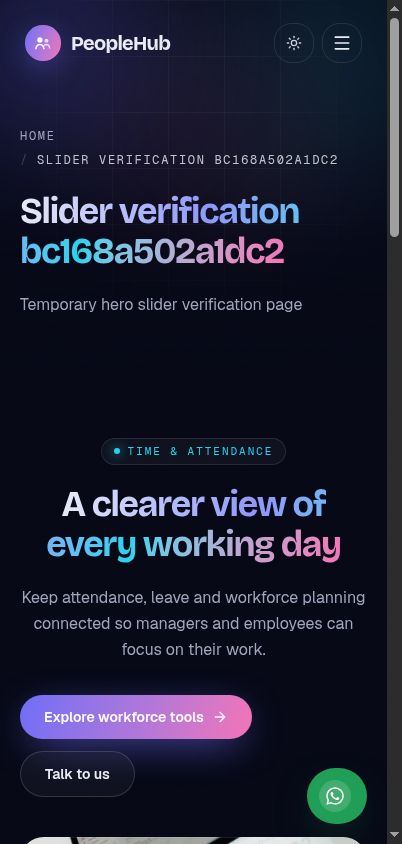 PeopleHub
HOME
/ SLIDER VERIFICATION BC168A502A1DC2
Slider verification
bc168a502a1dc2
Temporary hero slider verification page
TIME & ATTENDANCE
A clearer view of
every working day
Keep attendance, leave and workforce planning
connected so managers and employees can
focus on their work.
Explore workforce tools →
Talk to us